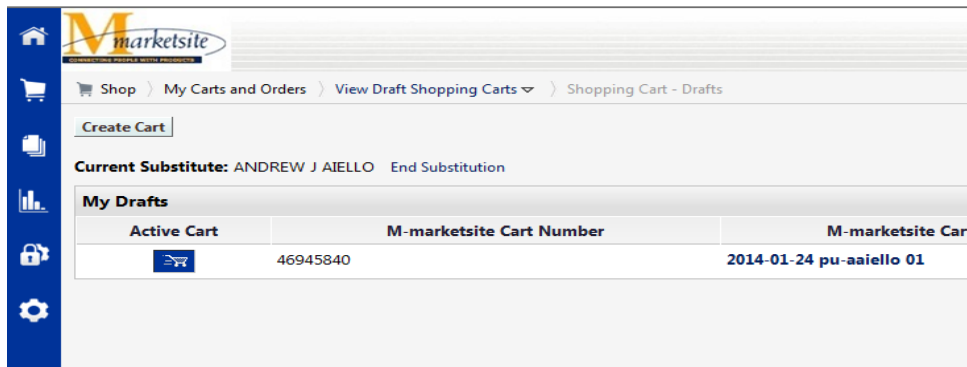 Mmarketsite
CONNECTING PEOPLE WITH PRODUCTS
Shop 〉 My Carts and Orders 〉 View Draft Shopping Carts 〉 Shopping Cart - Drafts
Create Cart
Current Substitute: ANDREW J AIELLO End Substitution
My Drafts
Active Cart M-marketsite Cart Number M-marketsite Car
46945840 2014-01-24 pu-aaiello 01